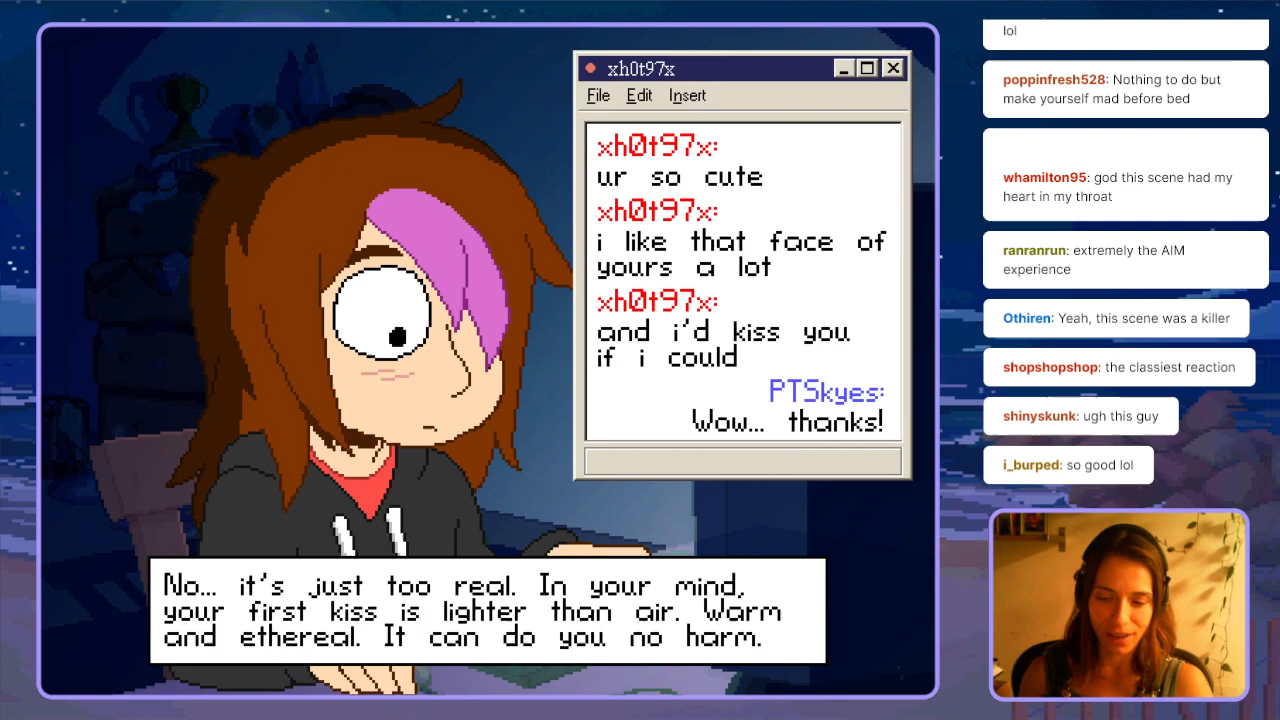 xh0t97x
File Edit Insert
xh0t97x:
ur so cute
xh0t97x:
i like that face of
yours a lot
xh0t97x:
and i'd kiss you
if i could
PTSkyes:
Wow... thanks!
No... it's just too real. In your mind,
your first kiss is lighter than air. Warm
and ethereal. It can do you no harm.
lol
poppinfresh528: Nothing to do but
make yourself mad before bed
whamilton95: god this scene had my
heart in my throat
ranranrun: extremely the AIM
experience
Othiren: Yeah, this scene was a killer
shopshopshop: the classiest reaction
shinyskunk: ugh this guy
i_burped: so good lol